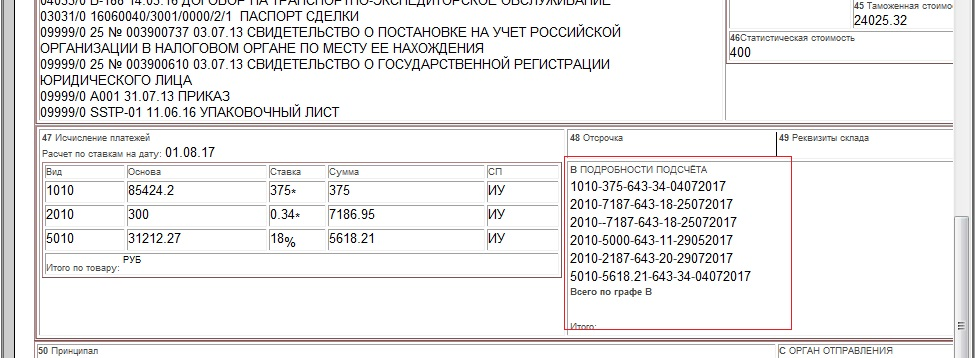 04033/0 В-188 14.03.16 ДОГОВОР НА ТРАНСПОРТНО-ЭКСПЕДИТОРСКОЕ ОБСЛУЖИВАНИЕ
03031/0 16060040/3001/0000/2/1 ПАСПОРТ СДЕЛКИ
09999/0 25 № 003900737 03.07.13 СВИДЕТЕЛЬСТВО О ПОСТАНОВКЕ НА УЧЕТ РОССИЙСКОЙ
ОРГАНИЗАЦИИ В НАЛОГОВОМ ОРГАНЕ ПО МЕСТУ ЕЕ НАХОЖДЕНИЯ
09999/0 25 № 003900610 03.07.13 СВИДЕТЕЛЬСТВО О ГОСУДАРСТВЕННОЙ РЕГИСТРАЦИИ
ЮРИДИЧЕСКОГО ЛИЦА
09999/0 А001 31.07.13 ПРИКАЗ
09999/0 SSTP-01 11.06.16 УПАКОВОЧНЫЙ ЛИСТ
45 Таможенная
24025.32
46Статистическая стоимость
400
47 Исчисление платежей
Расчет по ставкам на дату: 01.08.17
Вид Основа Ставка Сумма СП
1010 85424.2 375* 375 ИУ
2010 300 0.34* 7186.95 ИУ
5010 31212.27 18% 5618.21 ИУ
РУБ
Итого по товару:
48 Отсрочка
49 Реквизиты склада
В ПОДРОБНОСТИ ПОДСЧЁТА
1010-375-643-34-04072017
2010-7187-643-18-25072017
2010--7187-643-18-25072017
2010-5000-643-11-29052017
2010-2187-643-20-29072017
5010-5618.21-643-34-04072017
Всего по графе В
Итого:
50 Принципал
С ОРГАН ОТПРАВЛЕНИЯ